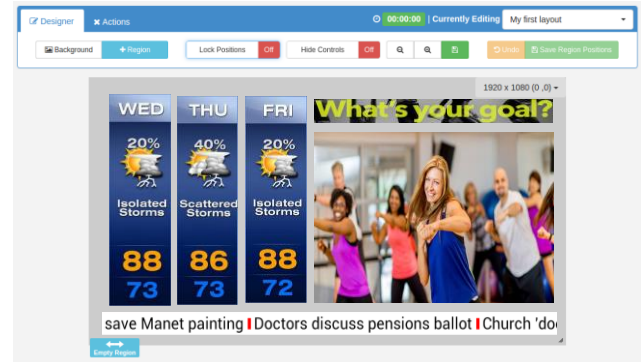 Designer
Actions
00:00:00 | Currently Editing
My first layout
Background
Region
Lock Positions
Off
Hide Controls
Off
Undo
Save Region Positions
1920 x 1080 (0 ,0)
WED
THU
FRI
What's your goal?
20%
40%
20%
Isolated
Storms
Scattered
Storms
Isolated
Storms
88
86
88
73
73
72
save Manet painting Doctors discuss pensions ballot Church 'do
Empty Region